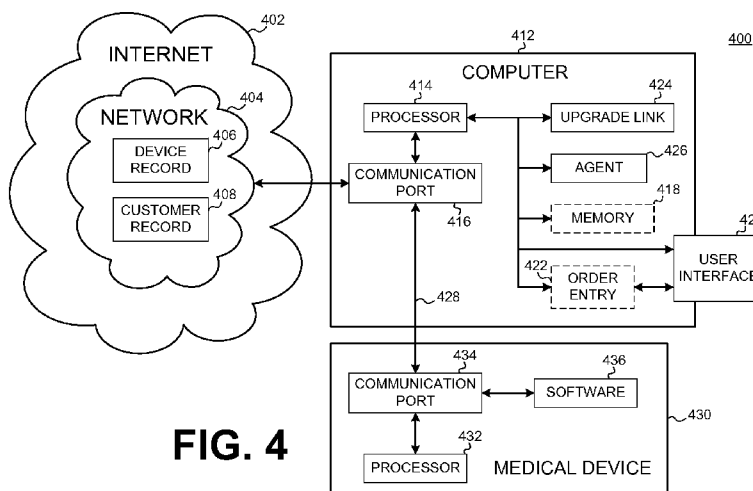 402
INTERNET
404
NETWORK
406
DEVICE
RECORD
408
CUSTOMER
RECORD
412
400
COMPUTER
414
PROCESSOR
424
UPGRADE LINK
426
AGENT
COMMUNICATION
PORT
416
418
MEMORY
USER
INTERFACE
422
ORDER
ENTRY
428
434
COMMUNICATION
PORT
436
SOFTWARE
430
432
PROCESSOR
MEDICAL DEVICE
FIG. 4